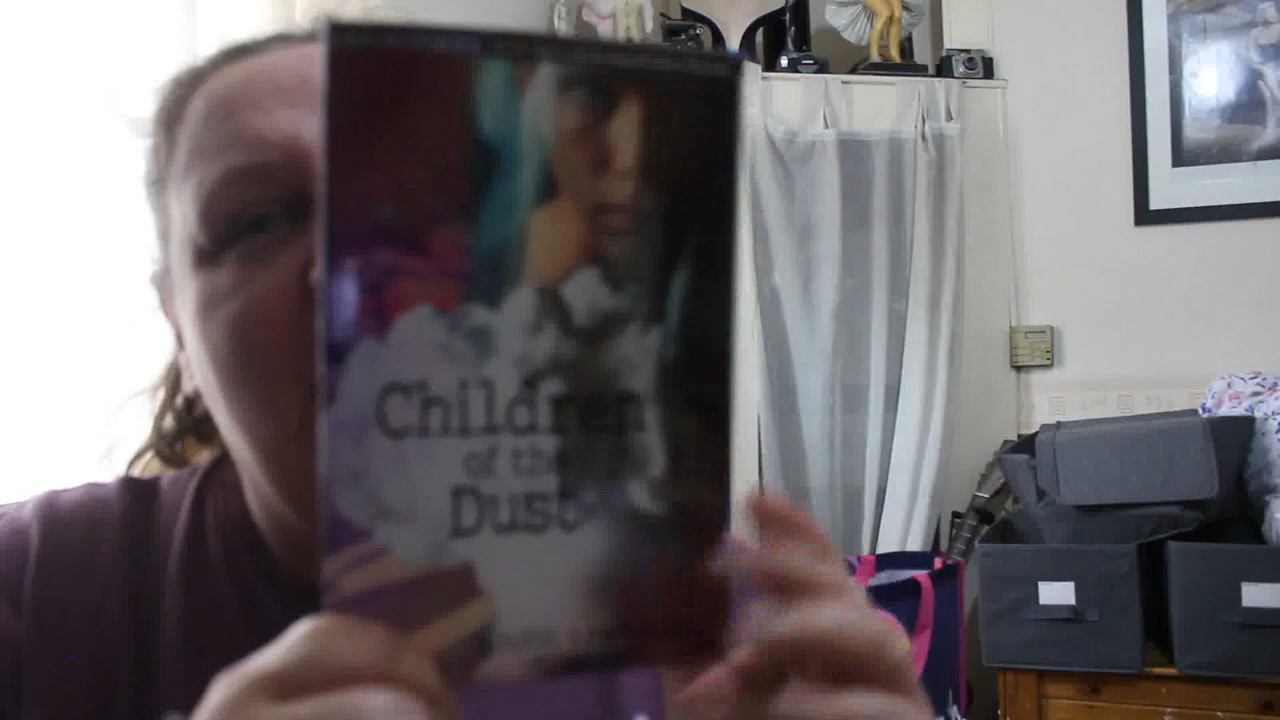 Children
of the
Dust